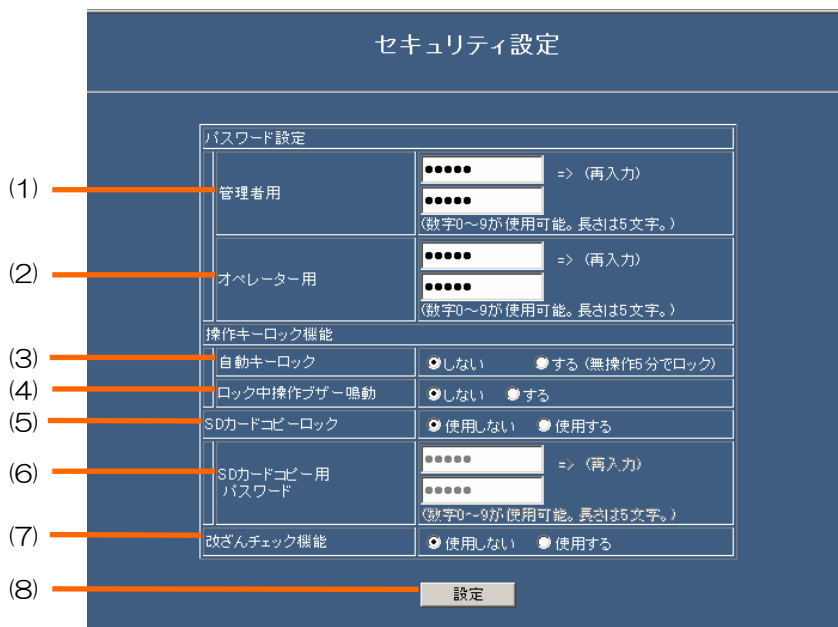 セキュリティ設定
パスワード設定
(1)
管理者用
●●●●● => (再入力)
●●●●●
(数字0～9が使用可能。長さは5文字。)
(2)
オペレーター用
●●●●● => (再入力)
●●●●●
(数字0～9が使用可能。長さは5文字。)
操作キーロック機能
(3)
自動キーロック
しない する (無操作5分でロック)
(4)
ロック中操作ブザー鳴動
しない する
(5)
SDカードコピーロック
使用しない 使用する
(6)
SDカードコピー用
パスワード
●●●●● => (再入力)
●●●●●
(数字0～9が使用可能。長さは5文字。)
(7)
改ざんチェック機能
使用しない 使用する
(8)
設定